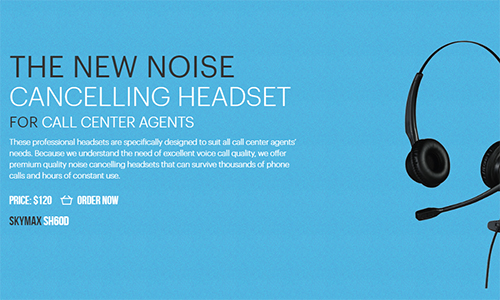 THE NEW NOISE
CANCELLING HEADSET
FOR CALL CENTER AGENTS
These professional headsets are specifically designed to suit all call center agents'
needs. Because we understand the need of excellent voice call quality, we offer
premium quality noise cancelling headsets that can survive thousands of phone
calls and hours of constant use.
PRICE: $120 ORDER NOW
SKYMAX SH60D